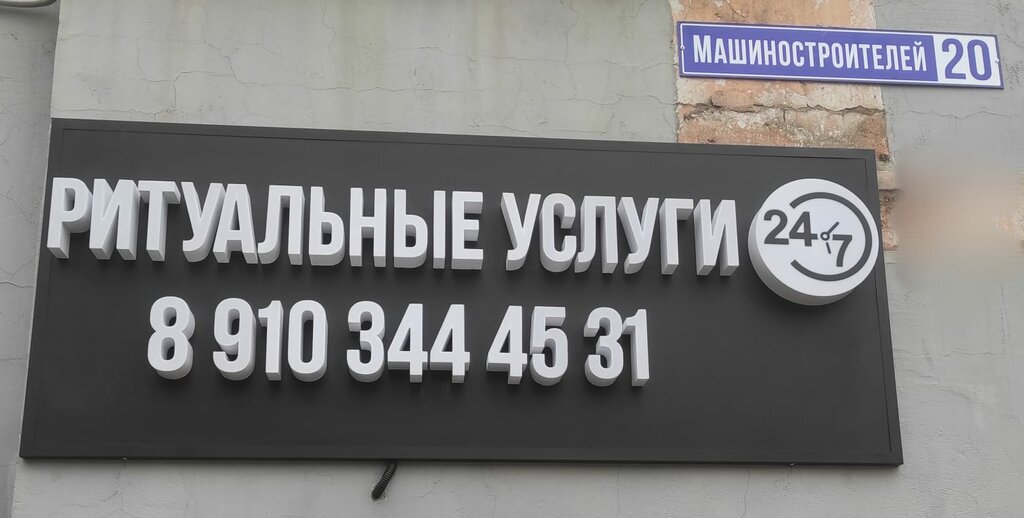 МАШИНОСТРОИТЕЛЕЙ 20
РИТУАЛЬНЫЕ УСЛУГИ
24/7
8 910 344 45 31